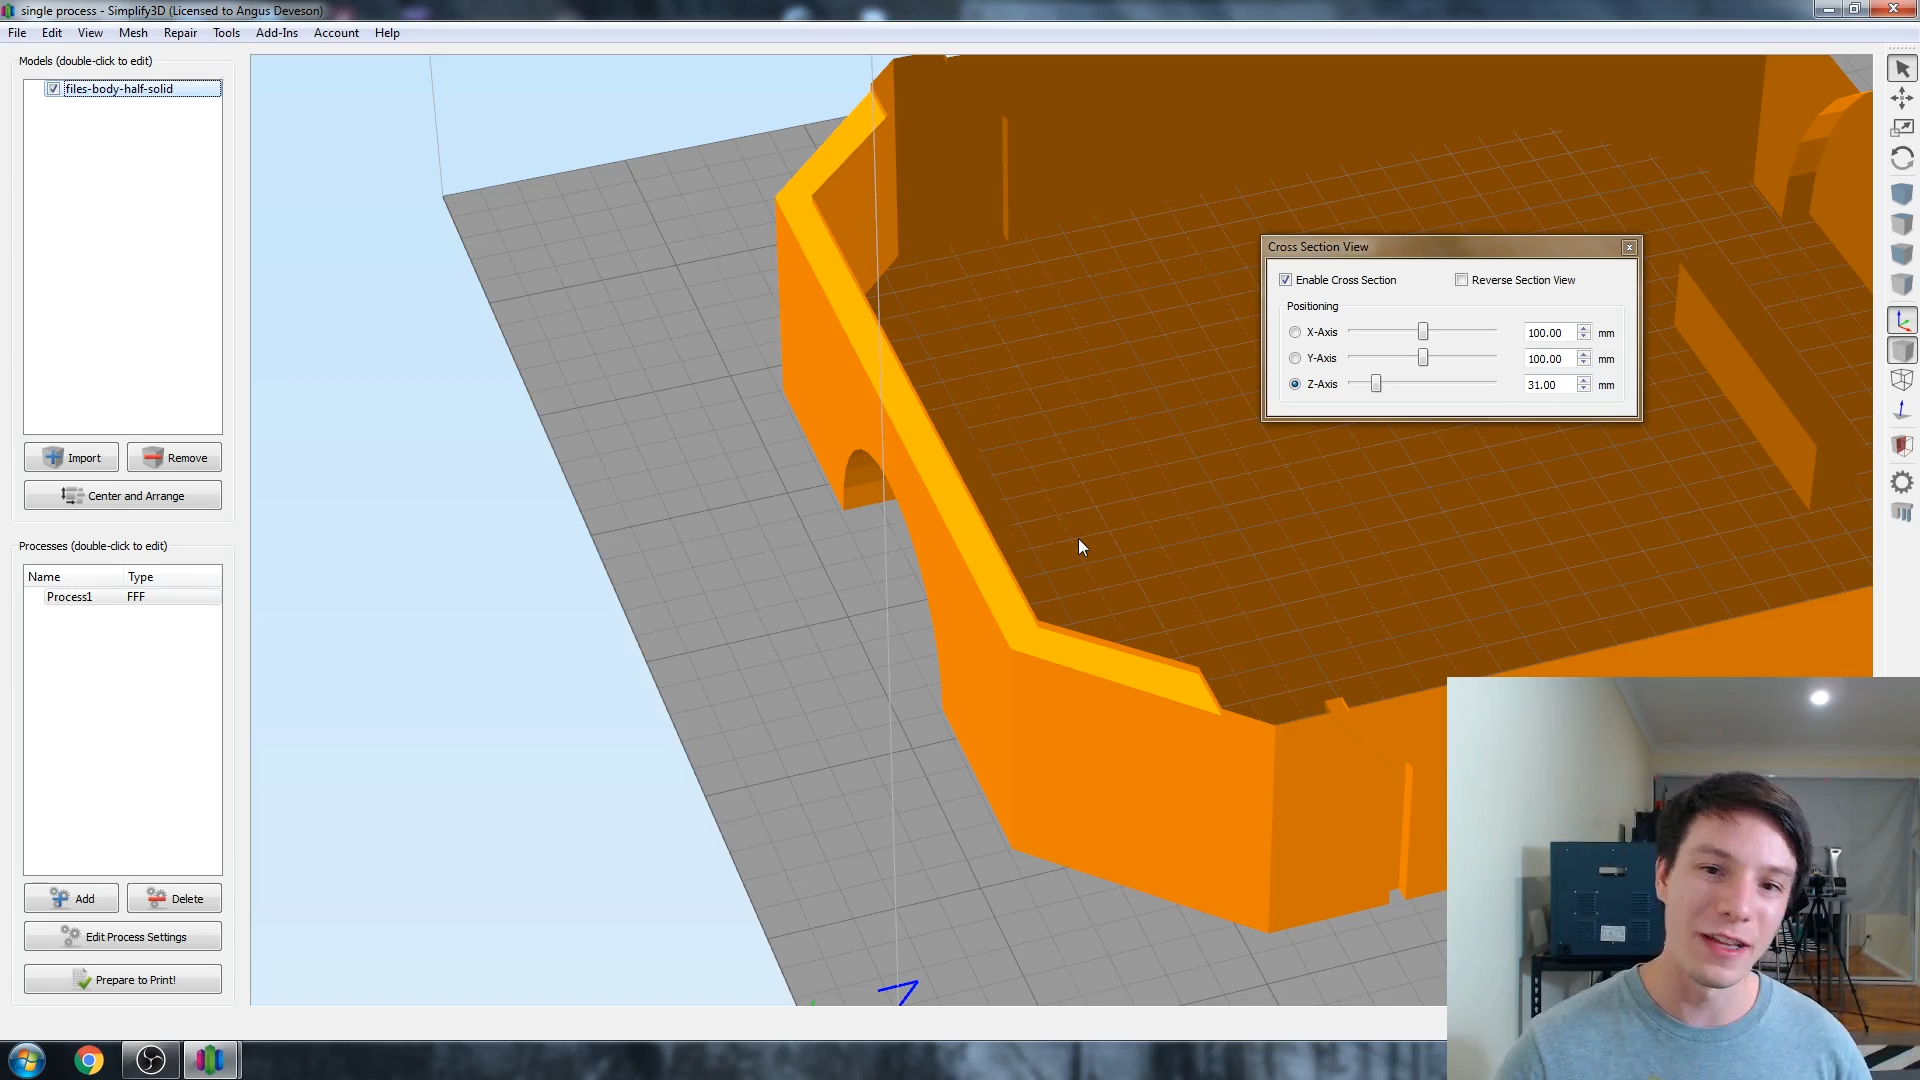 single process - Simplify3D (Licensed to Angus Deveson)
File Edit View Mesh Repair Tools Add-Ins Account Help
Models (double-click to edit)
files-body-half-solid
Import Remove
Center and Arrange
Processes (double-click to edit)
Name Type
Process1 FFF
Add Delete
Edit Process Settings
Prepare to Print!
Cross Section View
Enable Cross Section Reverse Section View
Positioning
X-Axis 100.00 mm
Y-Axis 100.00 mm
Z-Axis 31.00 mm